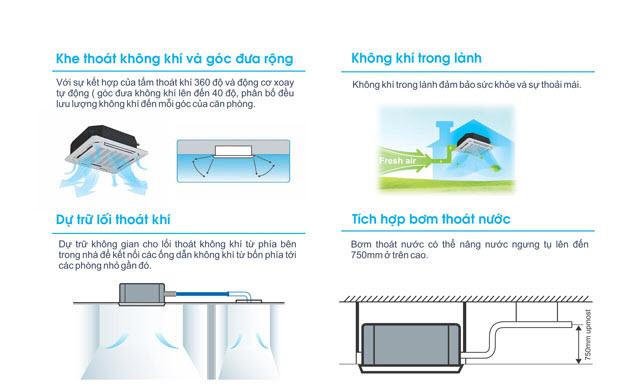 Khe thoát không khí và góc đưa rộng
Với sự kết hợp của tấm thoát khí 360 độ và động cơ xoay
tự động ( góc đưa không khí lên đến 40 độ, phân bố đều
lưu lượng không khí đến mỗi góc của căn phòng.
Không khí trong lành
Không khí trong lành đảm bảo sức khỏe và sự thoải mái.
Fresh air
Dự trữ lối thoát khí
Dự trữ không gian cho lối thoát không khí từ phía bên
trong nhà để kết nối các ống dẫn không khí từ bốn phía tới
các phòng nhỏ gần đó.
Tích hợp bơm thoát nước
Bơm thoát nước có thể nâng nước ngưng tụ lên đến
750mm ở trên cao.
750mm upmost